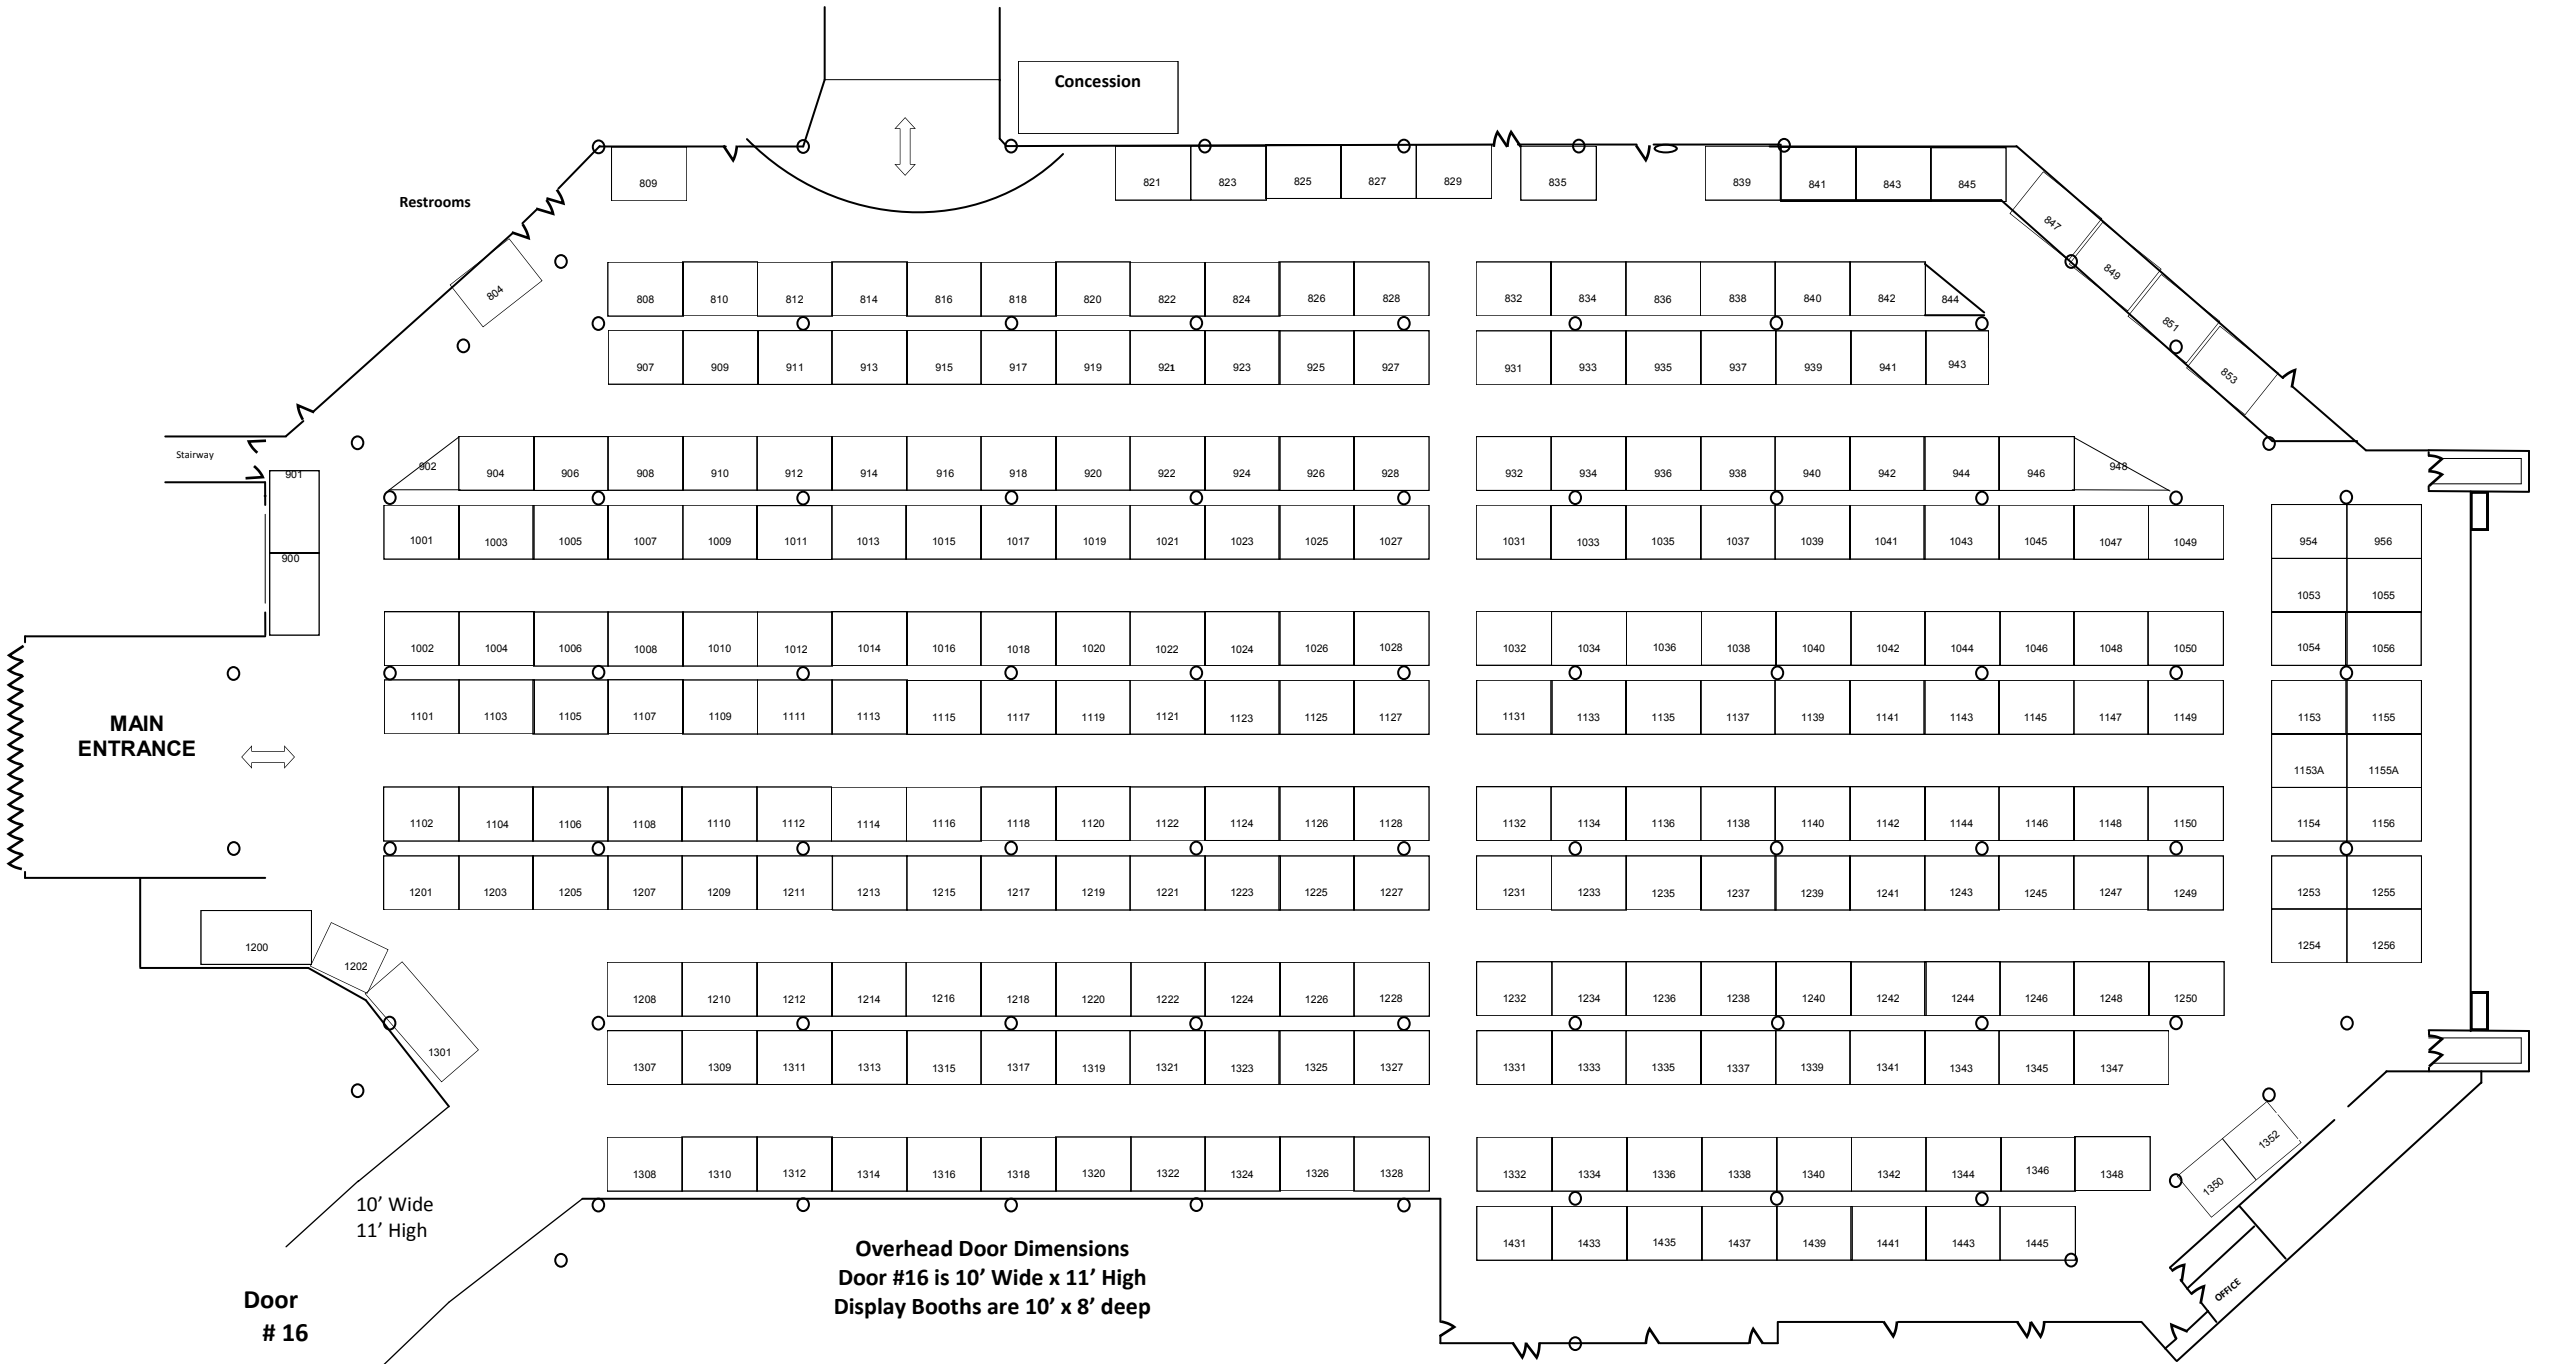 Concession
Restrooms
809
821 823 825 827 829 835 839 841 843 845
847
849
851
853
804
808 810 812 814 816 818 820 822 824 826 828 832 834 836 838 840 842 844
907 909 911 913 915 917 919 921 923 925 927 931 933 935 937 939 941 943
Stairway
901
900
902 904 906 908 910 912 914 916 918 920 922 924 926 928 932 934 936 938 940 942 944 946 948
1001 1003 1005 1007 1009 1011 1013 1015 1017 1019 1021 1023 1025 1027 1031 1033 1035 1037 1039 1041 1043 1045 1047 1049 954 956
1053 1055
1002 1004 1006 1008 1010 1012 1014 1016 1018 1020 1022 1024 1026 1028 1032 1034 1036 1038 1040 1042 1044 1046 1048 1050 1054 1056
MAIN
ENTRANCE
1101 1103 1105 1107 1109 1111 1113 1115 1117 1119 1121 1123 1125 1127 1131 1133 1135 1137 1139 1141 1143 1145 1147 1149 1153 1155
1153A 1155A
1102 1104 1106 1108 1110 1112 1114 1116 1118 1120 1122 1124 1126 1128 1132 1134 1136 1138 1140 1142 1144 1146 1148 1150 1154 1156
1201 1203 1205 1207 1209 1211 1213 1215 1217 1219 1221 1223 1225 1227 1231 1233 1235 1237 1239 1241 1243 1245 1247 1249 1253 1255
1254 1256
1200
1202
1301
1208 1210 1212 1214 1216 1218 1220 1222 1224 1226 1228 1232 1234 1236 1238 1240 1242 1244 1246 1248 1250
1307 1309 1311 1313 1315 1317 1319 1321 1323 1325 1327 1331 1333 1335 1337 1339 1341 1343 1345 1347
1308 1310 1312 1314 1316 1318 1320 1322 1324 1326 1328 1332 1334 1336 1338 1340 1342 1344 1346 1348
1350
1352
1431 1433 1435 1437 1439 1441 1443 1445
10’ Wide
11’ High
Door
# 16
Overhead Door Dimensions
Door #16 is 10’ Wide x 11’ High
Display Booths are 10’ x 8’ deep
OFFICE